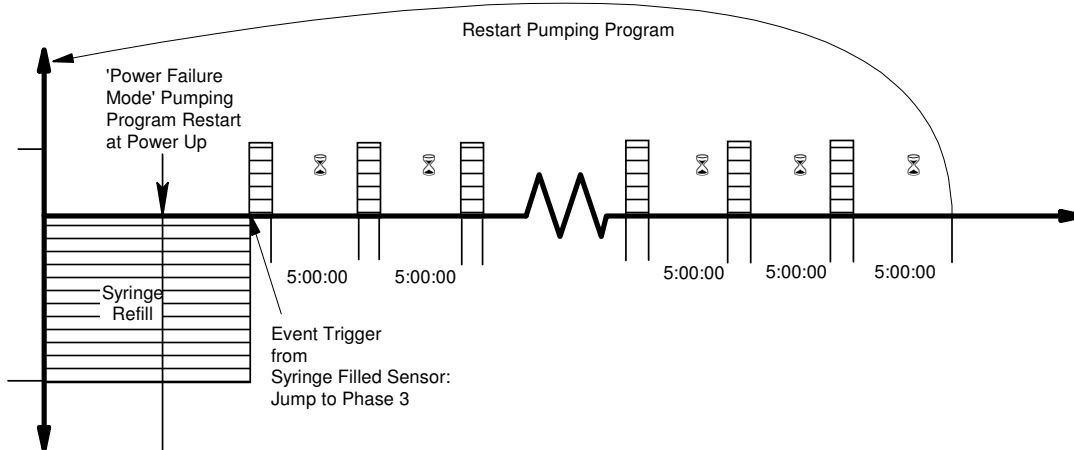 Restart Pumping Program
'Power Failure
Mode' Pumping
Program Restart
at Power Up
5:00:00
5:00:00
5:00:00
5:00:00
5:00:00
Syringe
Refill
Event Trigger
from
Syringe Filled Sensor:
Jump to Phase 3